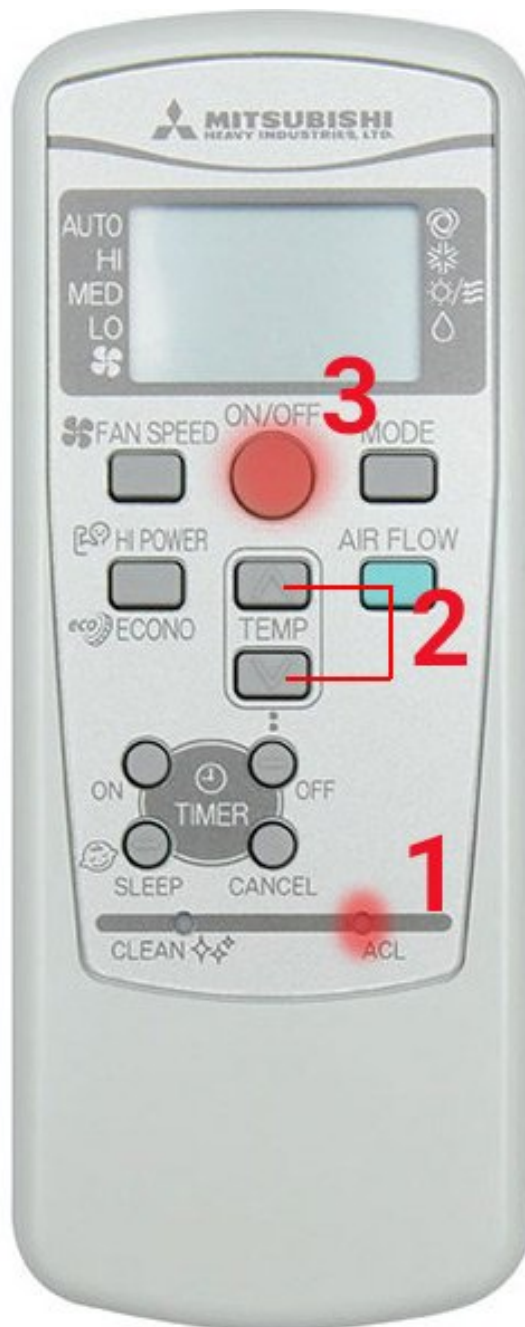 MITSUBISHI
HEAVY INDUSTRIES, LTD.
AUTO
HI
MED
LO
3
FAN SPEED
ON/OFF
MODE
HI POWER
AIR FLOW
eco ECONO
TEMP
2
ON
TIMER
OFF
SLEEP
CANCEL
1
CLEAN
ACL